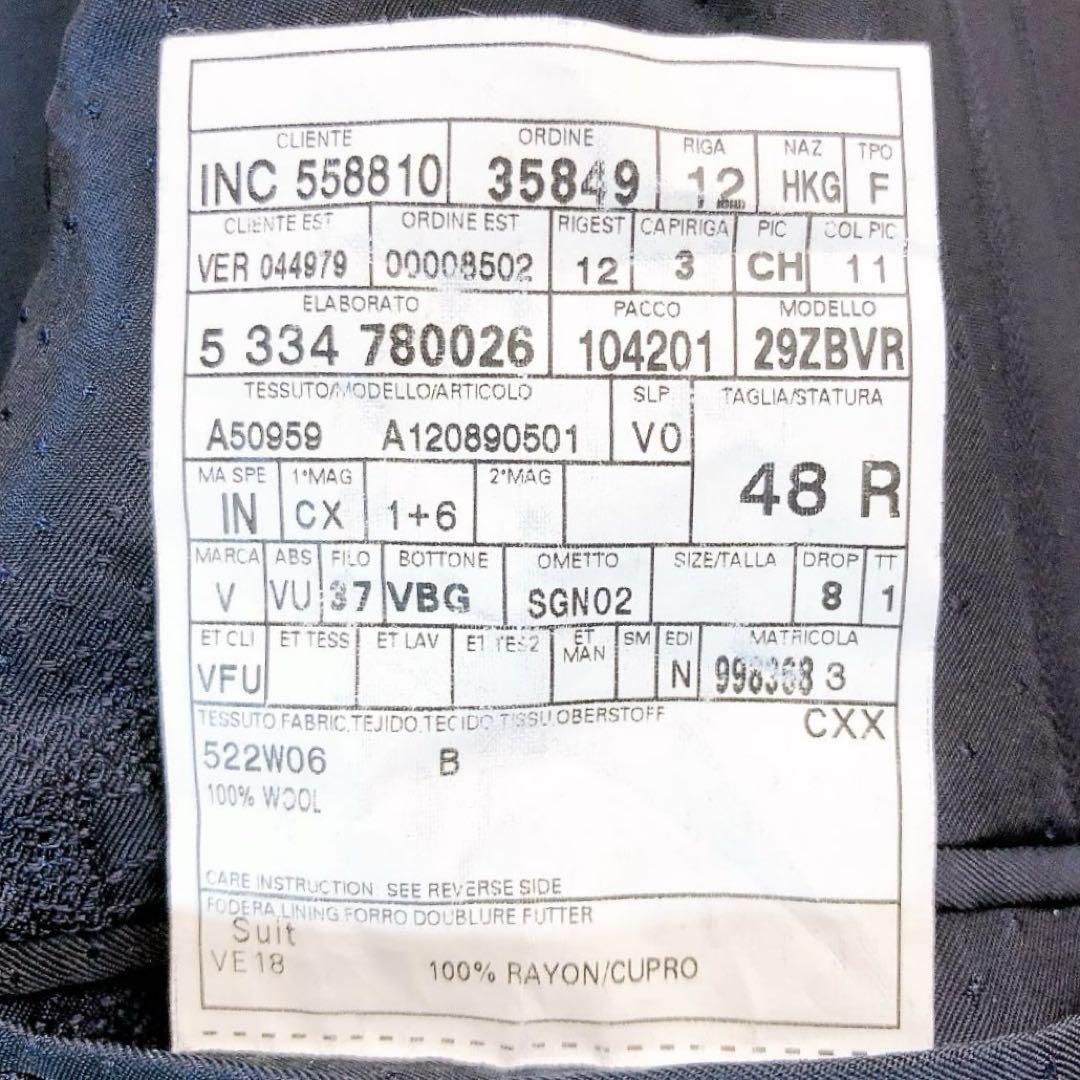 CLIENTE ORDINE RIGA NAZ TPO
INC 558810 35849 12 HKG F
CLIENTE EST ORDINE EST RIGEST CAPIRIGA PIC COL PIC
VER 044979 00008502 12 3 CH 11
ELABORATO PACCO MODELLO
5 334 780026 104201 29ZBVR
TESSUTO/MODELLO/ARTICOLO SLP TAGLIA/STATURA
A50959 A120890501 VO
48 R
MA SPE 1°MAG 2°MAG
IN CX 1+6
MARCA ABS FILO BOTTONE OMETTO SIZE/TALLA DROP TT
V VU 37 VBG SGN02 8 1
ET CLI ET TESS ET LAV ET TES2 ET MAN SM EDI MATRICOLA
VFU N 3
TESSUTO.FABRIC.TEJIDO.TECIDO.TISSU.OBERSTOFF CXX
522W06 B
100% WOOL
CARE INSTRUCTION SEE REVERSE SIDE
FODERA,LINING FORRO DOUBLURE FUTTER
Suit
VE18 100% RAYON/CUPRO